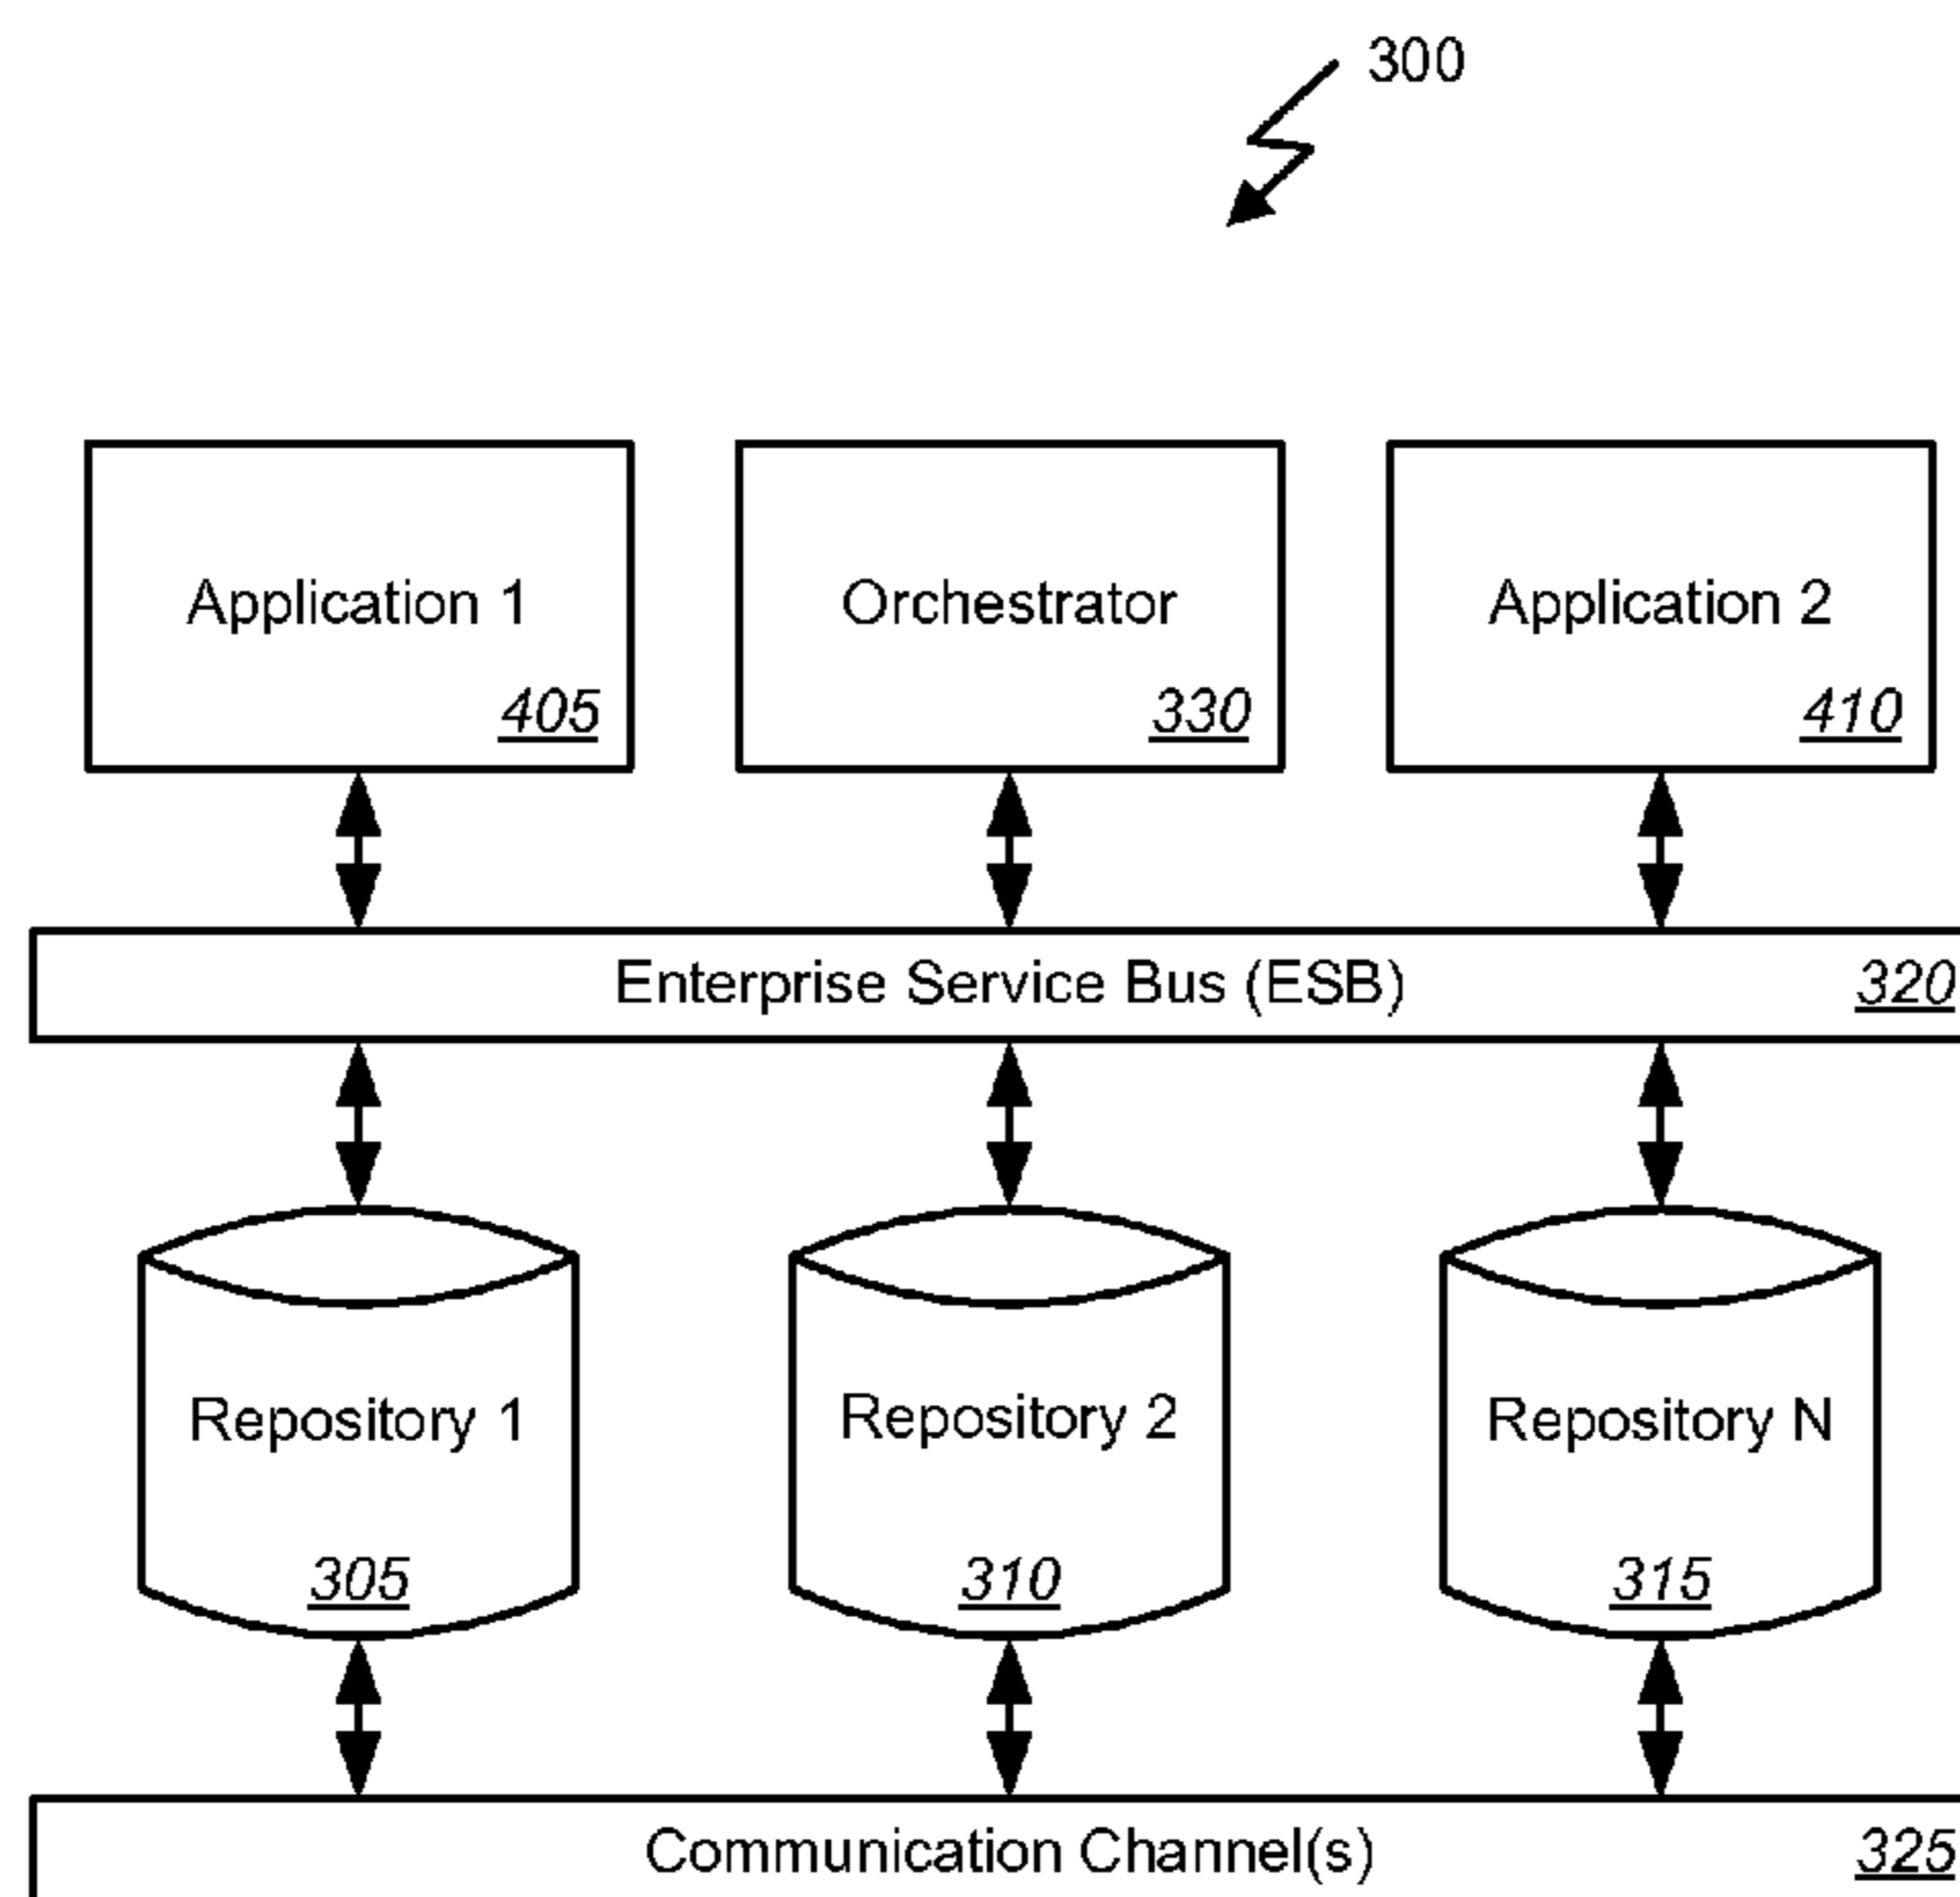 300
Application 1
405
Orchestrator
330
Application 2
410
Enterprise Service Bus (ESB)
320
Repository 1
305
Repository 2
310
Repository N
315
Communication Channel(s)
325